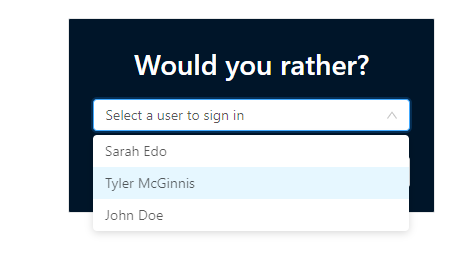 Would you rather?
Select a user to sign in
Sarah Edo
Tyler McGinnis
John Doe